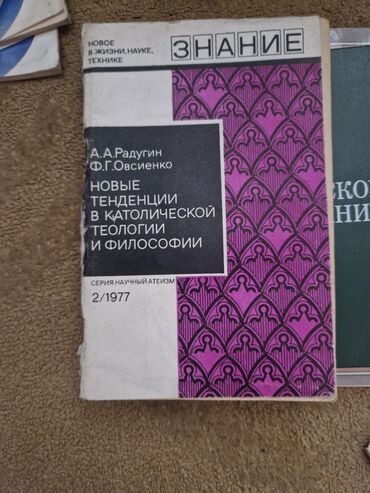 НОВОЕ
В ЖИЗНИ, НАУКЕ,
ТЕХНИКЕ
ЗНАНИЕ
А.А.Радугин
Ф.Г.Овсиенко
НОВЫЕ
ТЕНДЕНЦИИ
В КАТОЛИЧЕСКОЙ
ТЕОЛОГИИ
И ФИЛОСОФИИ
СЕРИЯ НАУЧНЫЙ АТЕИЗМ
2/1977